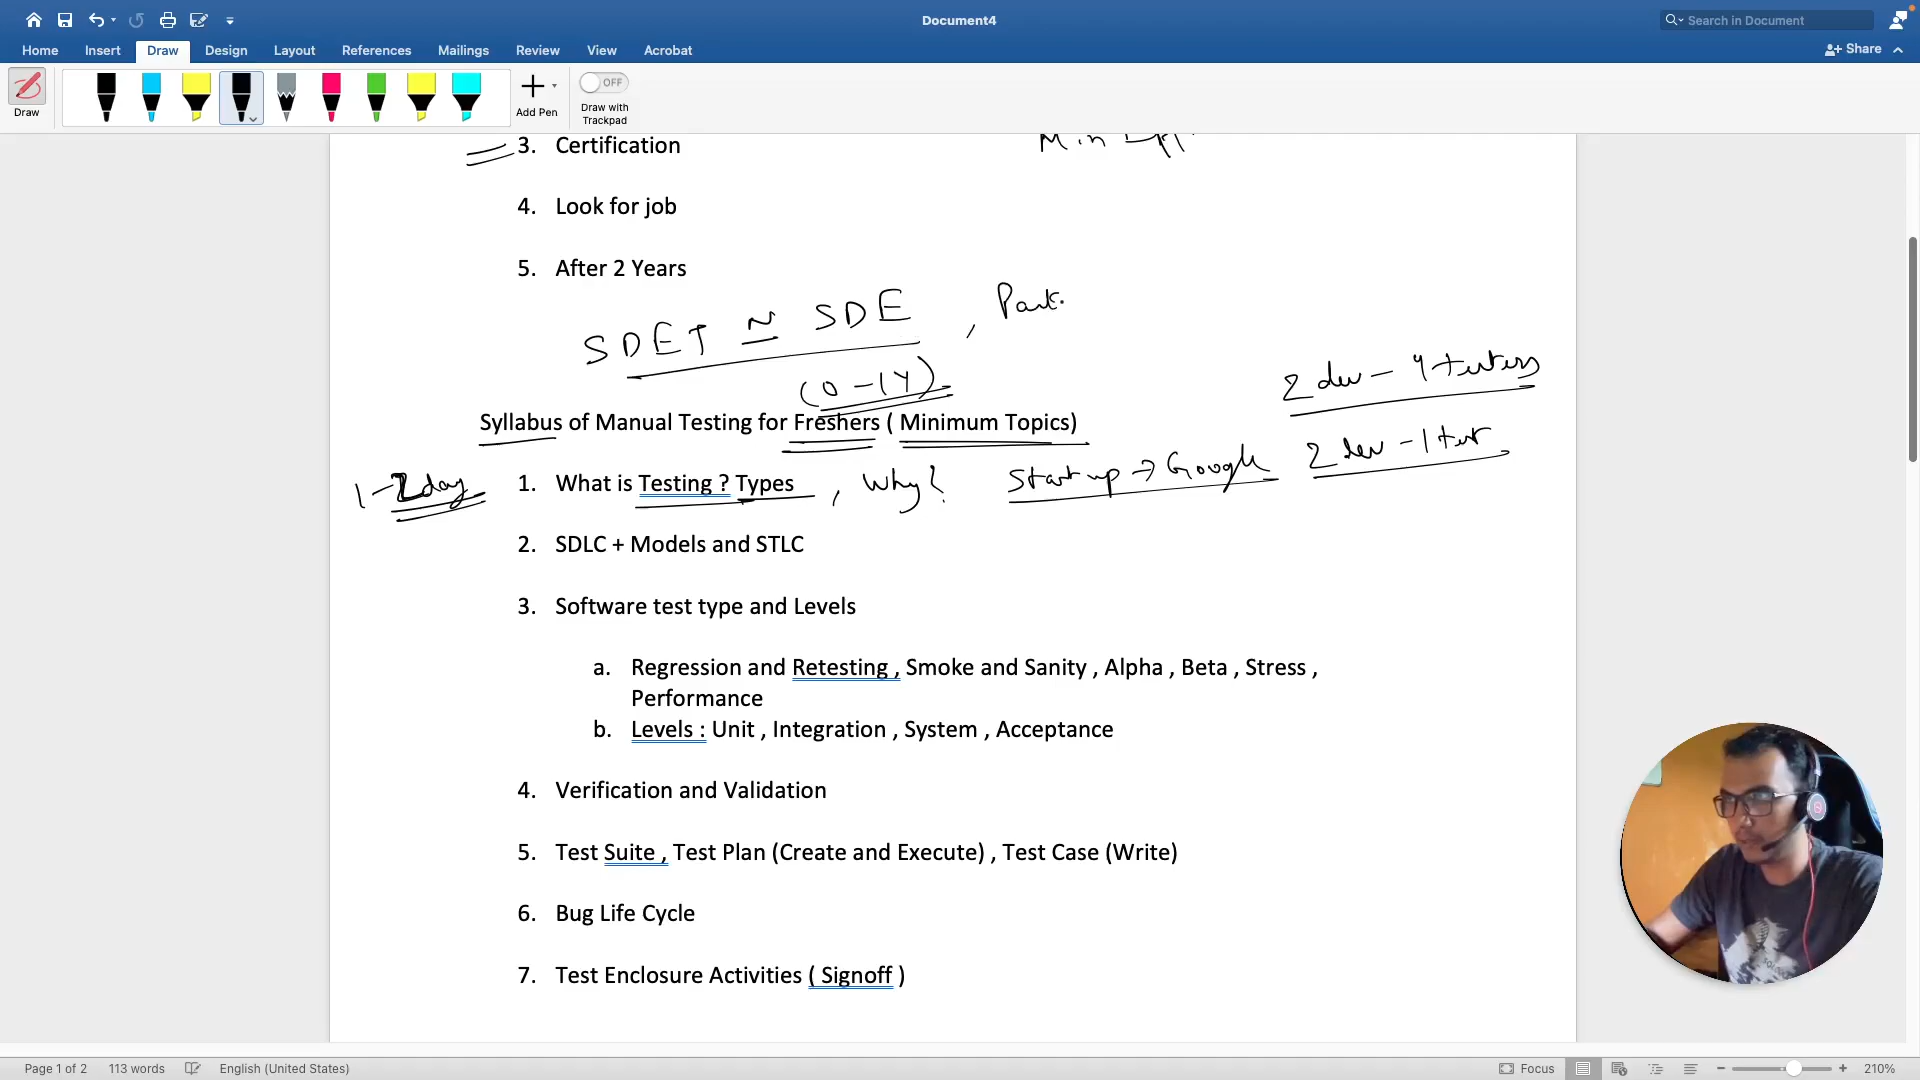 Document4
Search in Document
Home Insert Draw Design Layout References Mailings Review View Acrobat
Share
Draw
Add Pen
OFF
Draw with
Trackpad
3. Certification
Min
4. Look for job
5. After 2 Years
SDET ~ SDE ,
(0-1Y)
2 dev - 4 testers
Syllabus of Manual Testing for Freshers ( Minimum Topics)
1-2day 1. What is Testing ? Types , Why? Start up → Google 2 dev - 1 test
2. SDLC + Models and STLC
3. Software test type and Levels
a. Regression and Retesting , Smoke and Sanity , Alpha , Beta , Stress ,
Performance
b. Levels : Unit , Integration , System , Acceptance
4. Verification and Validation
5. Test Suite , Test Plan (Create and Execute) , Test Case (Write)
6. Bug Life Cycle
7. Test Enclosure Activities ( Signoff )
Page 1 of 2 113 words English (United States) Focus 210%